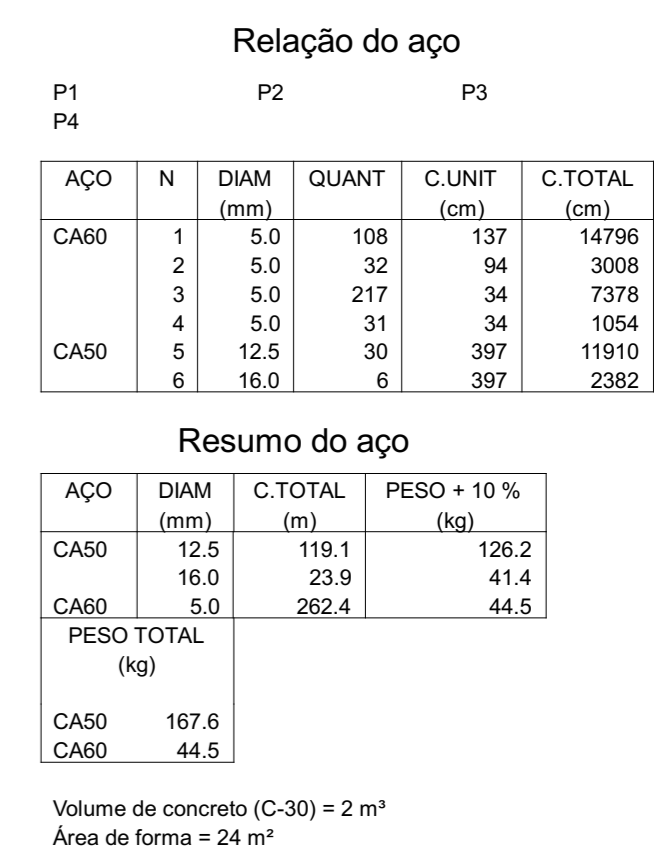 Relação do aço
P1 P2 P3
P4
AÇO N DIAM QUANT C.UNIT C.TOTAL
(mm) (cm) (cm)
CA60 1 5.0 108 137 14796
2 5.0 32 94 3008
3 5.0 217 34 7378
4 5.0 31 34 1054
CA50 5 12.5 30 397 11910
6 16.0 6 397 2382
Resumo do aço
AÇO DIAM C.TOTAL PESO + 10 %
(mm) (m) (kg)
CA50 12.5 119.1 126.2
16.0 23.9 41.4
CA60 5.0 262.4 44.5
PESO TOTAL
(kg)
CA50 167.6
CA60 44.5
Volume de concreto (C-30) = 2 m³
Área de forma = 24 m²